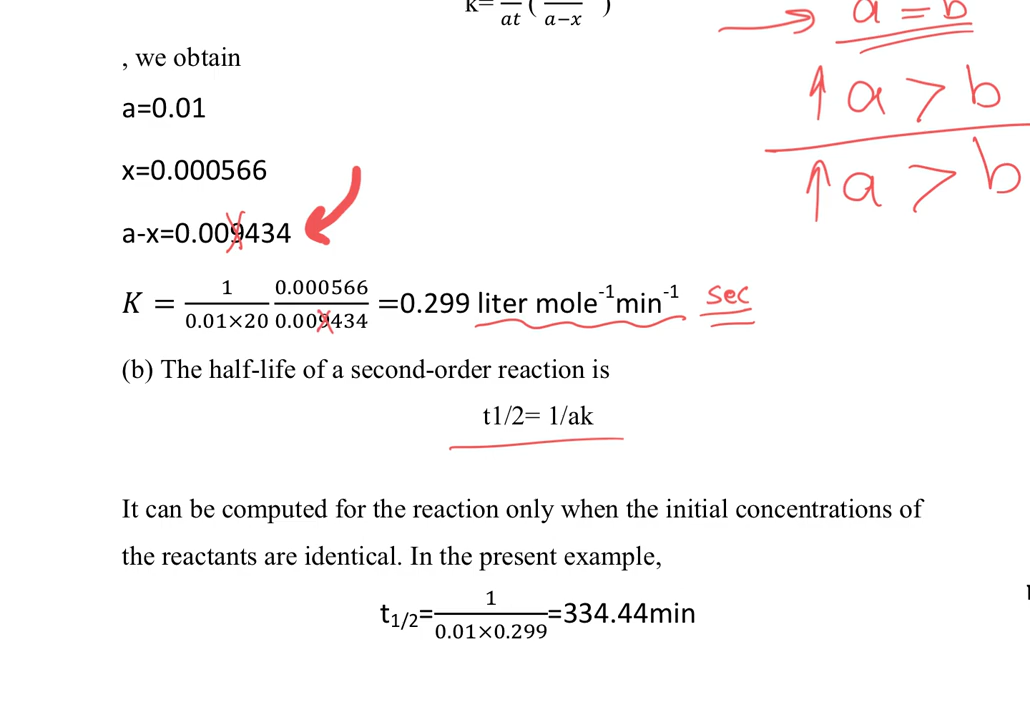 k= at ( a−x )
a = b
, we obtain
↑ a > b
a=0.01
x=0.000566
↑ a > b
a-x=0.009434
K = 1 0.01×20 0.000566 0.009434 =0.299 liter mole⁻¹min⁻¹ sec
(b) The half-life of a second-order reaction is
t1/2= 1/ak
It can be computed for the reaction only when the initial concentrations of
the reactants are identical. In the present example,
t1/2= 1 0.01×0.299 =334.44min